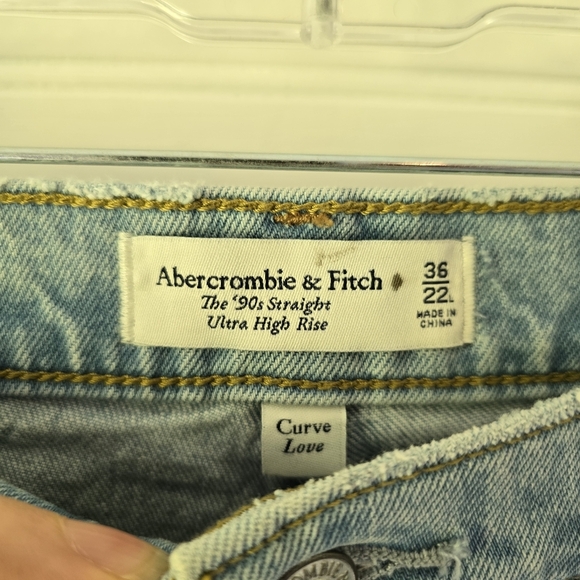 Abercrombie & Fitch
The '90s Straight
Ultra High Rise
36
22L
MADE IN
CHINA
Curve
Love